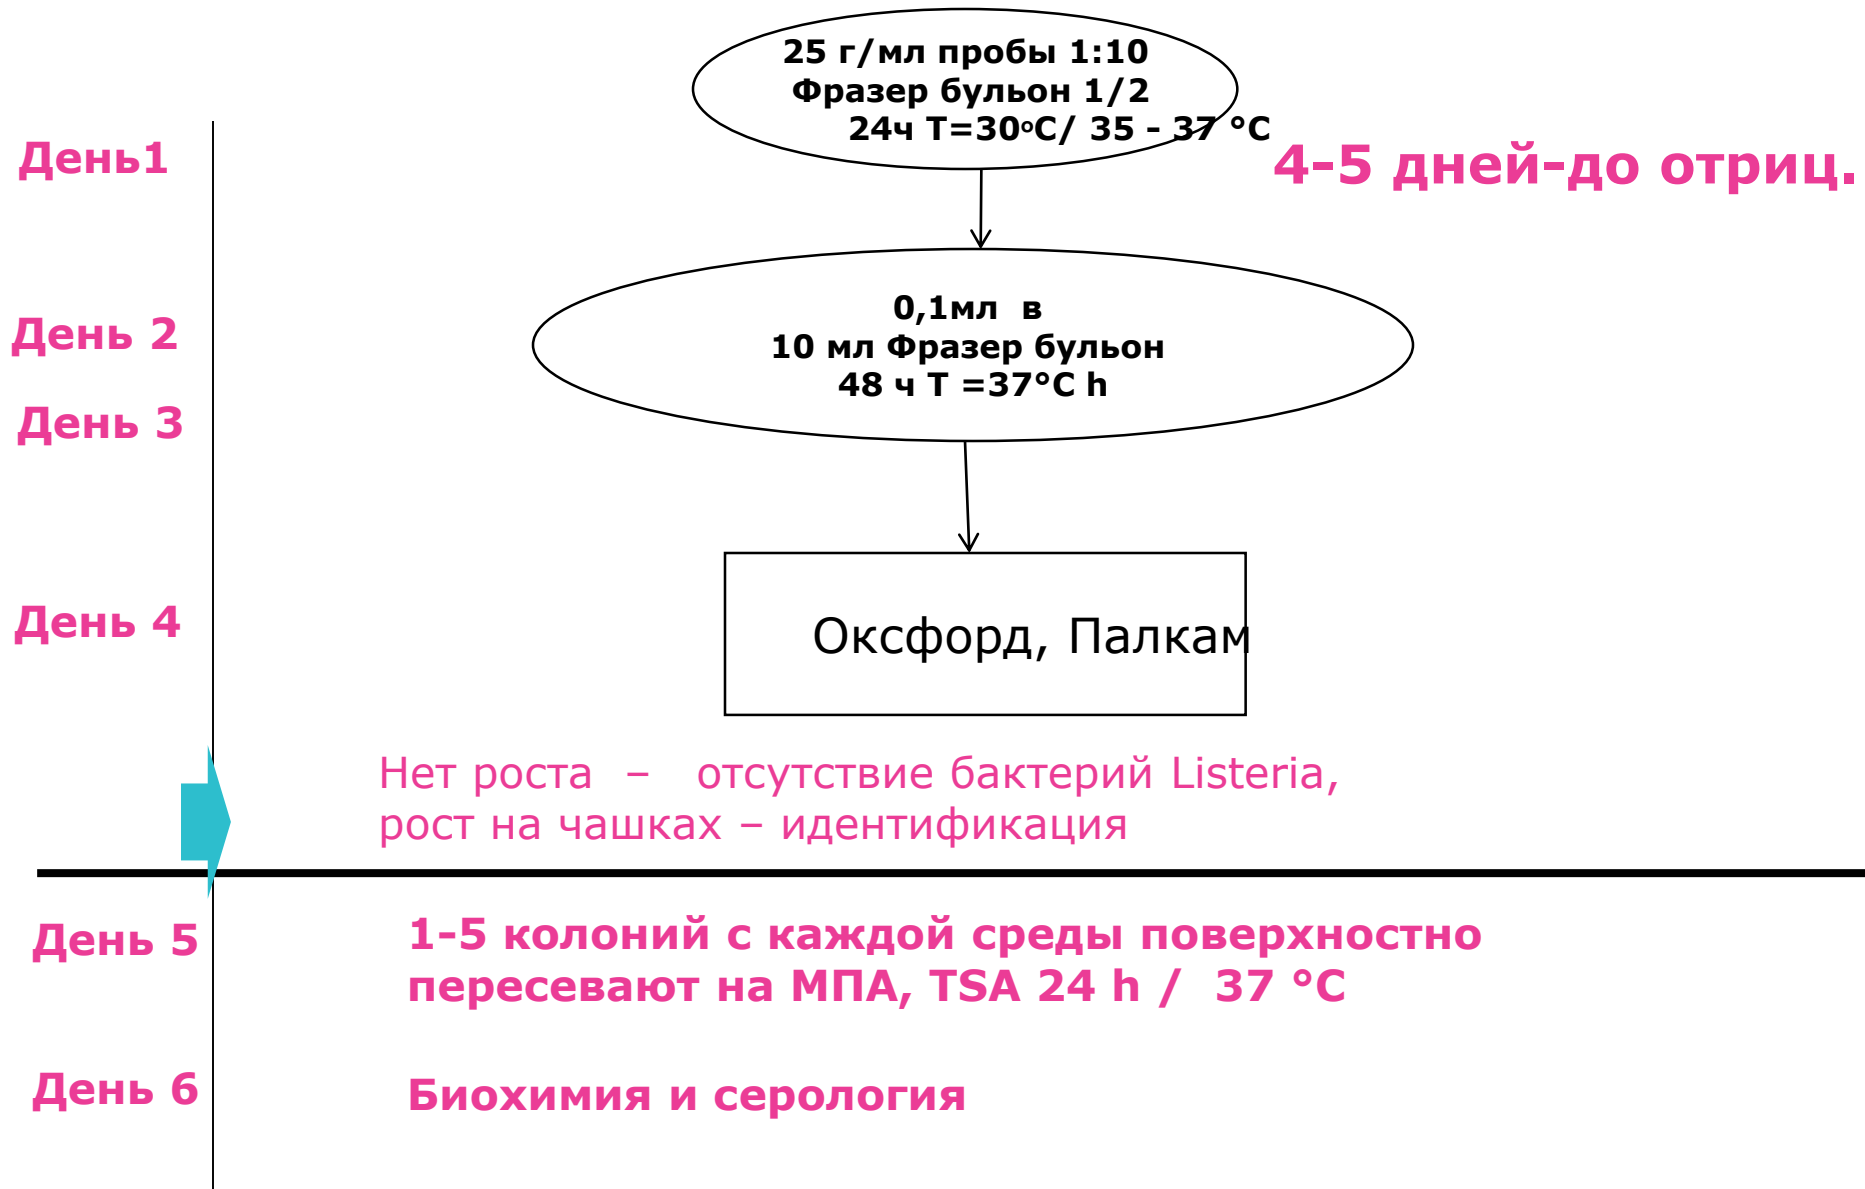 25 г/мл пробы 1:10
Фразер бульон 1/2
24ч Т=30ᵒС/ 35 - 37 °C
День1
4-5 дней-до отриц.
0,1мл в
10 мл Фразер бульон
48 ч Т =37°C h
День 2
День 3
День 4
Оксфорд, Палкам
Нет роста – отсутствие бактерий Listeria,
рост на чашках – идентификация
День 5
1-5 колоний с каждой среды поверхностно
пересевают на МПА, TSA 24 h / 37 °C
День 6
Биохимия и серология